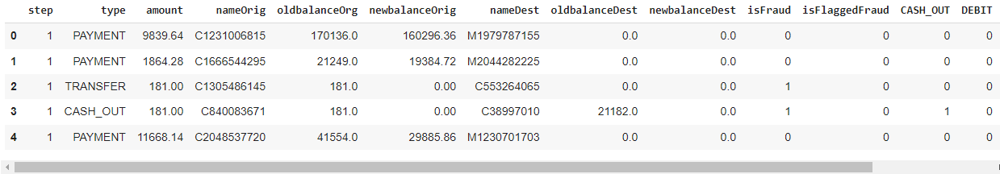 step type amount nameOrig oldbalanceOrg newbalanceOrig nameDest oldbalanceDest newbalanceDest isFraud isFlaggedFraud CASH_OUT DEBIT
0 1 PAYMENT 9839.64 C1231006815 170136.0 160296.36 M1979787155 0.0 0.0 0 0 0 0
1 1 PAYMENT 1864.28 C1666544295 21249.0 19384.72 M2044282225 0.0 0.0 0 0 0 0
2 1 TRANSFER 181.00 C1305486145 181.0 0.00 C553264065 0.0 0.0 1 0 0 0
3 1 CASH_OUT 181.00 C840083671 181.0 0.00 C38997010 21182.0 0.0 1 0 1 0
4 1 PAYMENT 11668.14 C2048537720 41554.0 29885.86 M1230701703 0.0 0.0 0 0 0 0